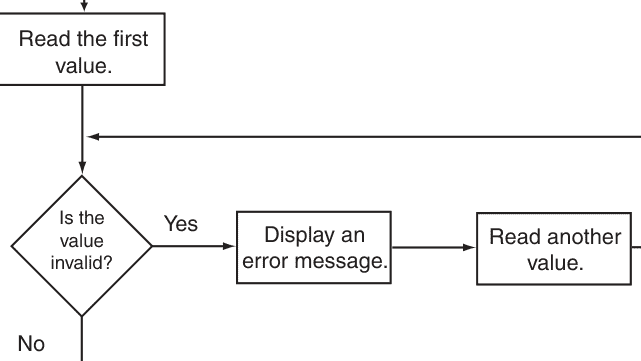 Read the first
value.
Is the
value
invalid?
Yes
Display an
error message.
Read another
value.
No